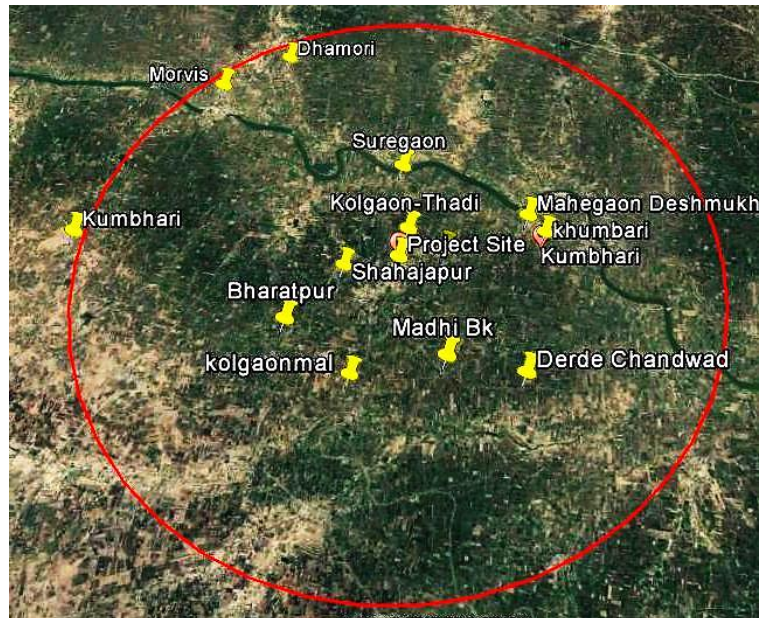 Dhamori
Morvis
Suregaon
Kolgaon-Thadi
Mahegaon Deshmukh
Kumbhari
khumbari
Project Site
Kumbhari
Shahajapur
Bharatpur
Madhi Bk
kolgaonmal
Derde Chandwad